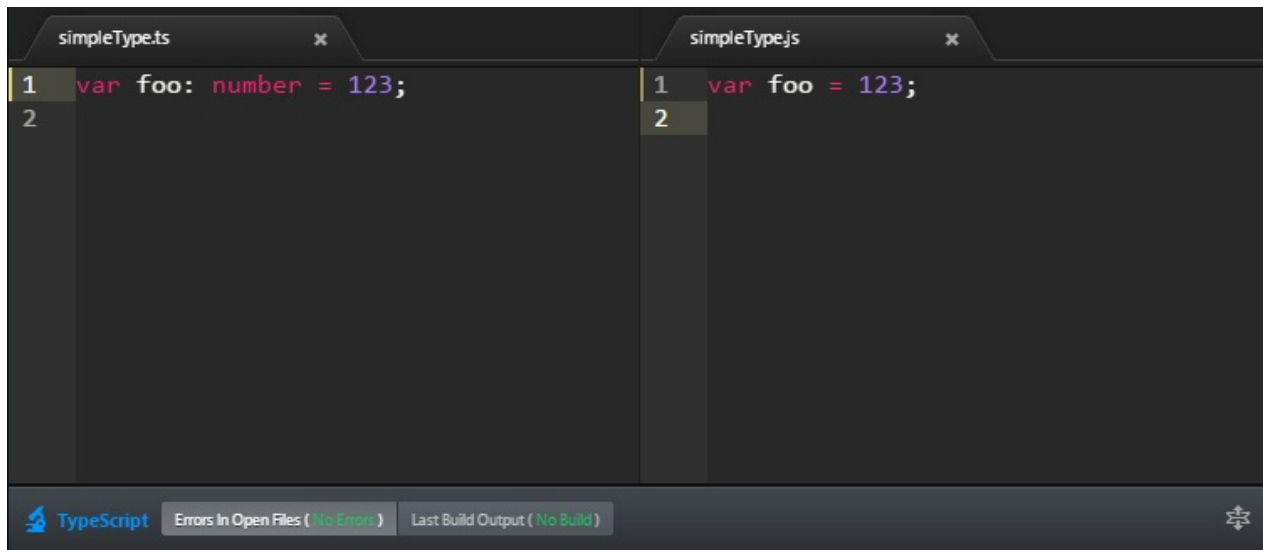 simpleType.ts
1 var foo: number = 123;
2
simpleType.js
1 var foo = 123;
2
TypeScript Errors In Open Files ( No Errors ) Last Build Output ( No Build )